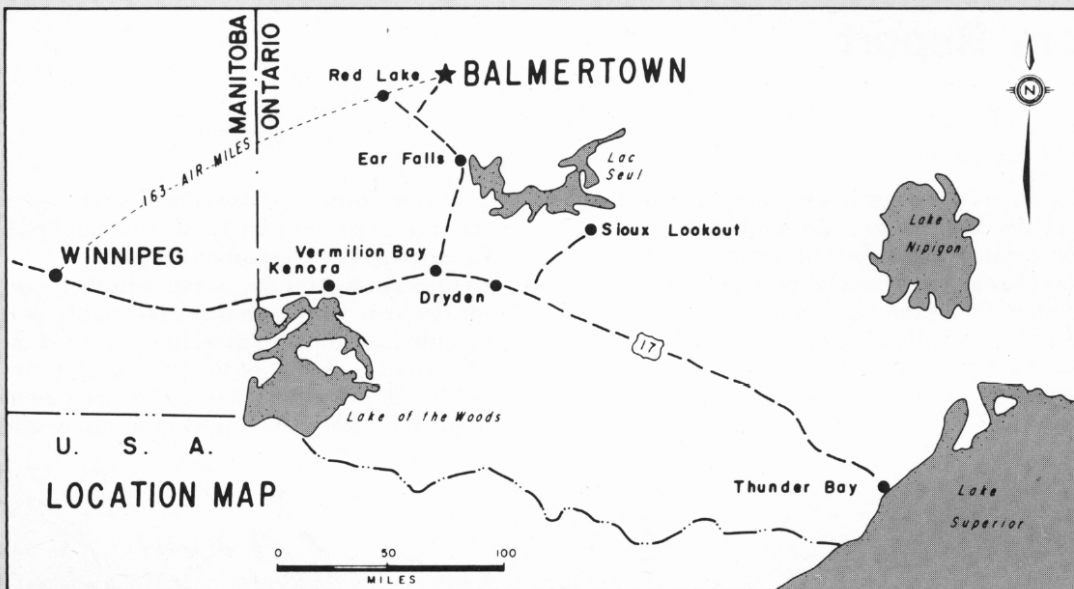 MANITOBA
ONTARIO
Red Lake
BALMERTOWN
N
163 AIR MILES
Ear Falls
Lac
Seul
WINNIPEG
Vermilion Bay
Kenora
Sioux Lookout
Dryden
Lake
Nipigon
17
Lake of the Woods
U. S. A.
LOCATION MAP
Thunder Bay
Lake
Superior
0 50 100
MILES